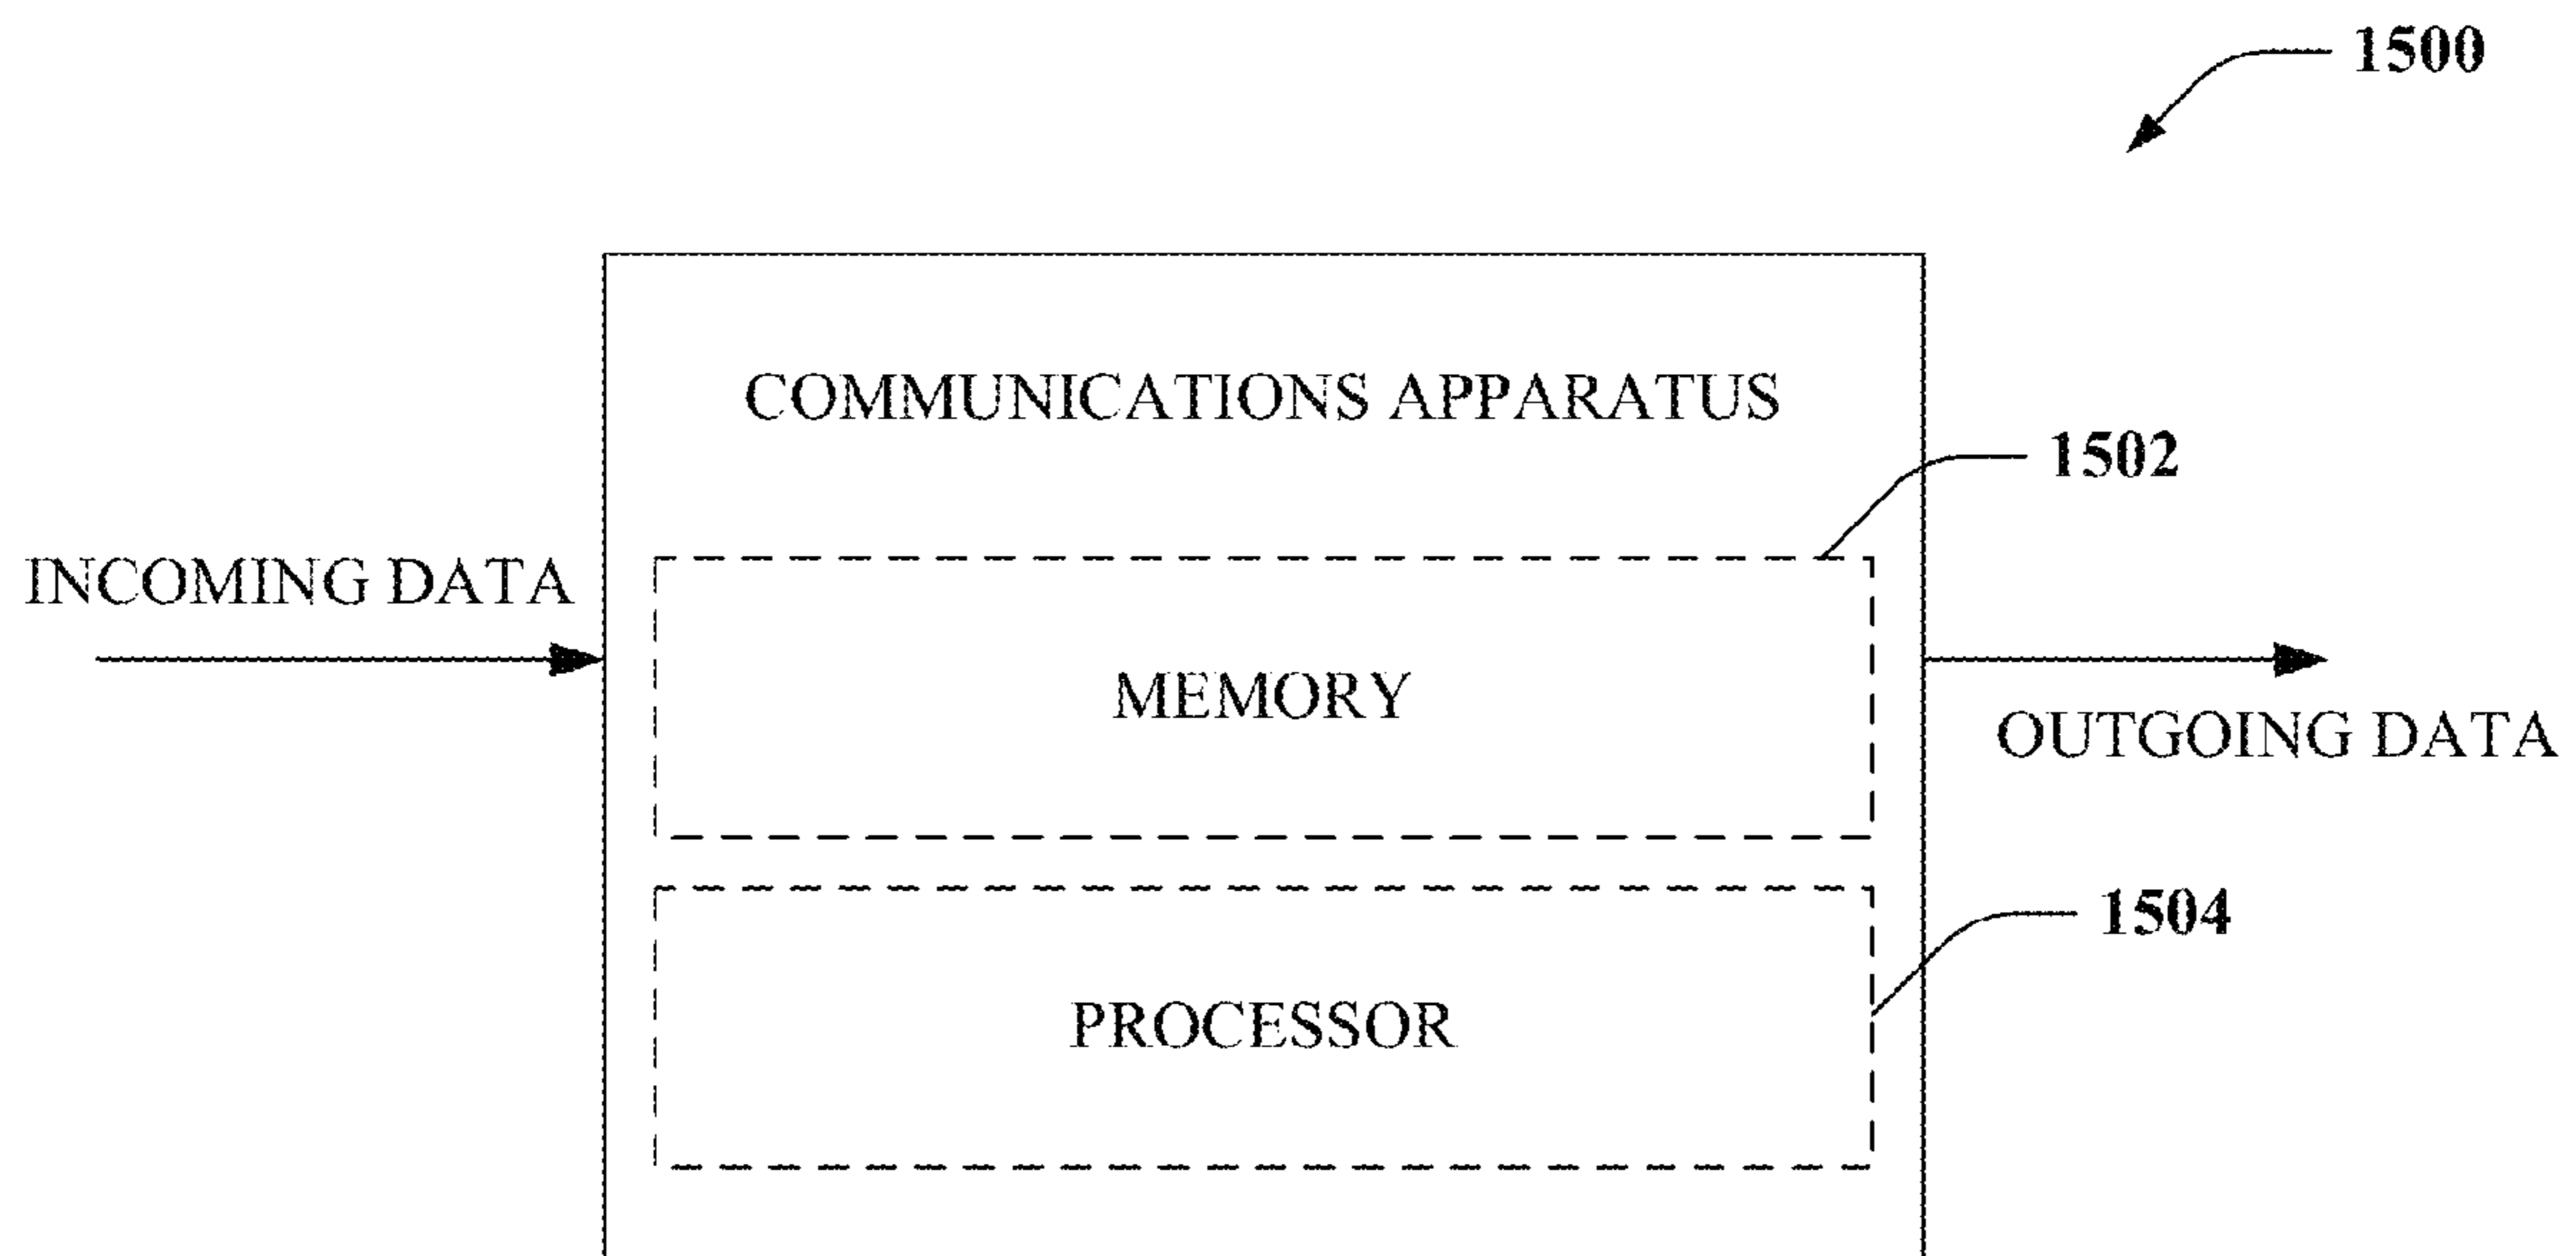 1500
COMMUNICATIONS APPARATUS
1502
INCOMING DATA
MEMORY
OUTGOING DATA
1504
PROCESSOR